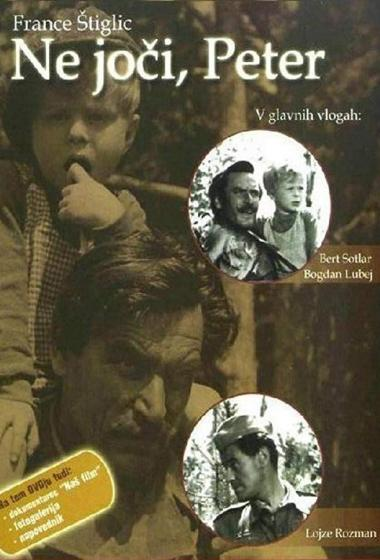 France Štiglic
Ne joči, Peter
V glavnih vlogah:
Bert Sotlar
Bogdan Lubej
Na tem DVDju tudi:
- dokumentarec "Naš film"
- fotogalerija
- napovednik
Lojze Rozman